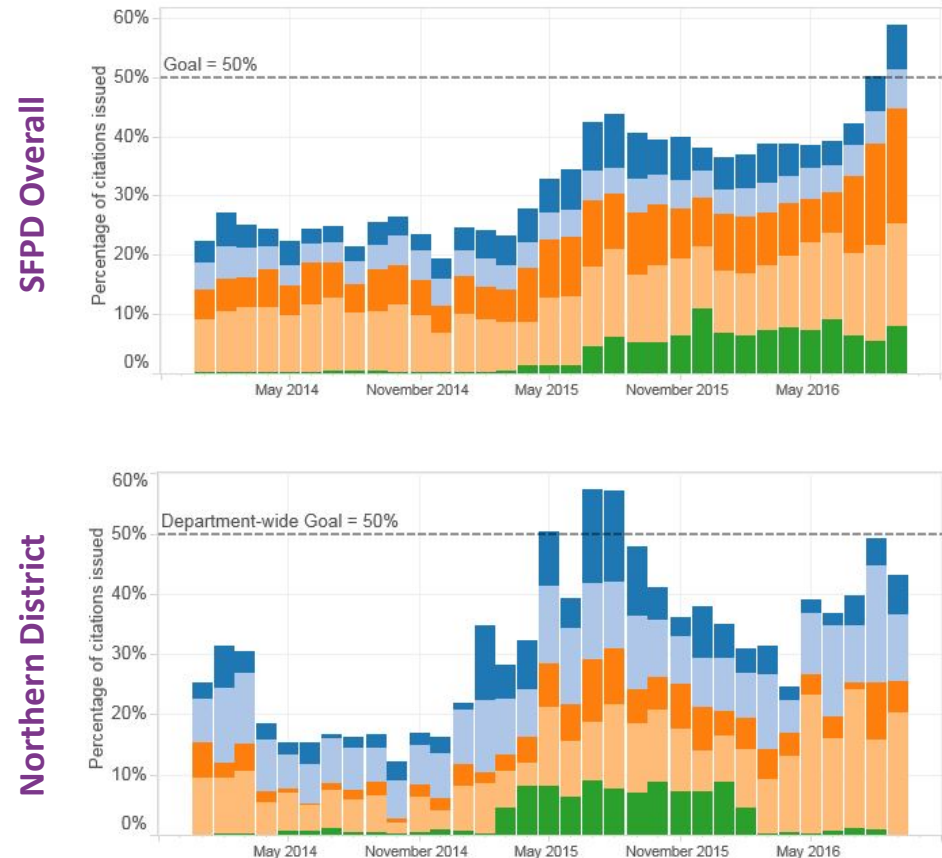 SFPD Overall
Percentage of citations issued
60%
Goal = 50%
50%
40%
30%
20%
10%
0%
May 2014
November 2014
May 2015
November 2015
May 2016
Northern District
Percentage of citations issued
60%
Department-wide Goal = 50%
50%
40%
30%
20%
10%
0%
May 2014
November 2014
May 2015
November 2015
May 2016